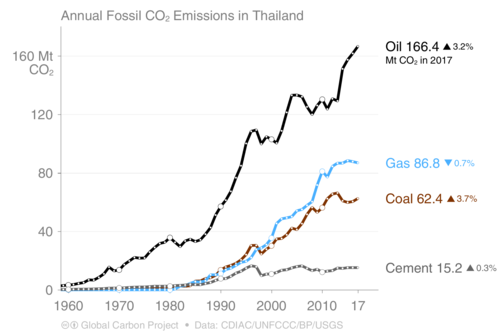 Annual Fossil CO₂ Emissions in Thailand
160 Mt
CO₂
120
80
40
0
1960
1970
1980
1990
2000
2010
17
Oil 166.4 ▲ 3.2%
Mt CO₂ in 2017
Gas 86.8 ▼ 0.7%
Coal 62.4 ▲ 3.7%
Cement 15.2 ▲ 0.3%
Global Carbon Project • Data: CDIAC/UNFCCC/BP/USGS